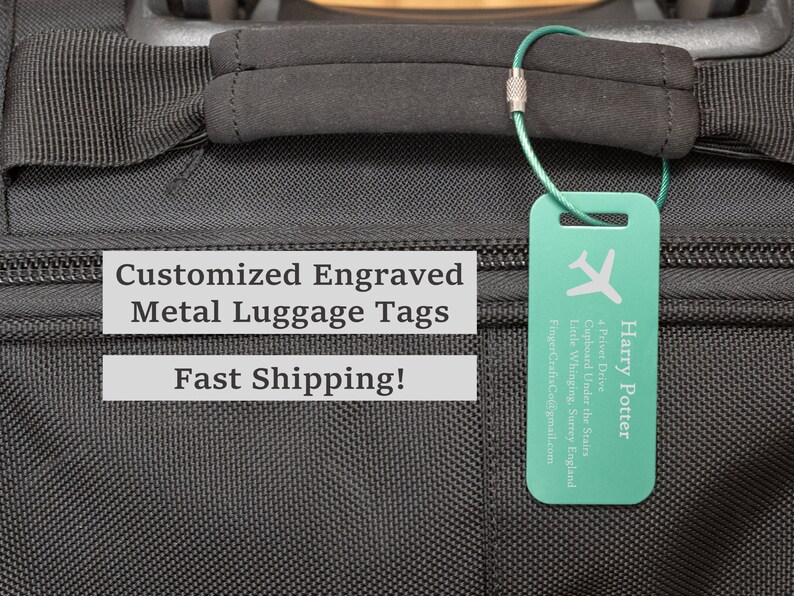 Customized Engraved
Metal Luggage Tags
Fast Shipping!
Harry Potter
4 Privet Drive
Cupboard Under the Stairs
Little Whinging, Surrey England
FingerCraftsCo@gmail.com